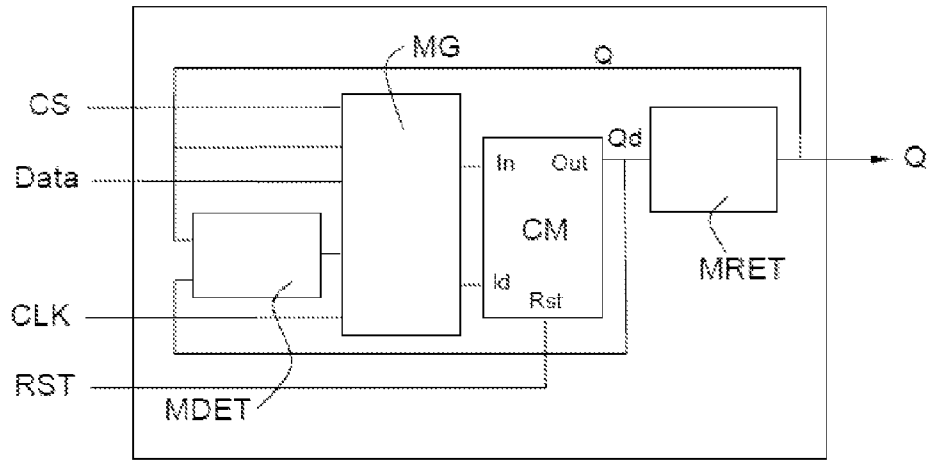 MG
Q
CS
Qd
In Out
Q
Data
CM
MRET
Id
Rst
CLK
RST
MDET